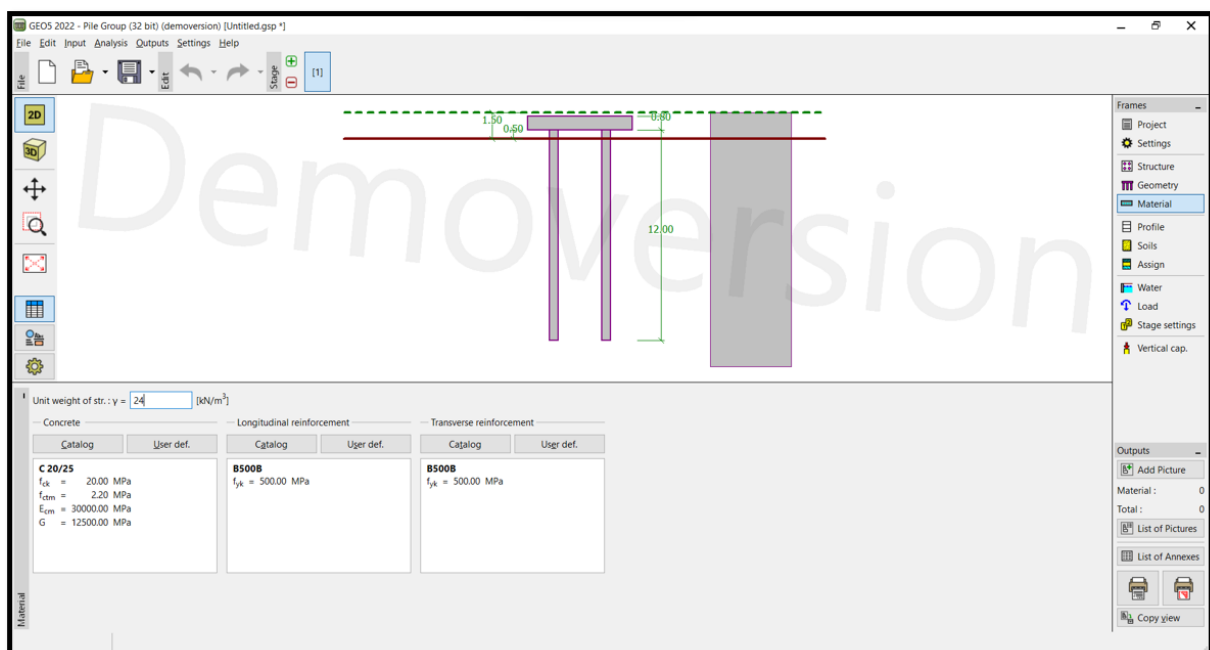 GEO5 2022 - Pile Group (32 bit) (demoversion) [Untitled.gsp *]
File Edit Input Analysis Outputs Settings Help
File
Edit
Stage
[1]
2D
3D
Demoversion
1.50
0.50
0.80
12.00
Frames
Project
Settings
Structure
Geometry
Material
Profile
Soils
Assign
Water
Load
Stage settings
Vertical cap.
Unit weight of str. : γ = 24 [kN/m³]
Concrete
Catalog User def.
C 20/25
fck = 20.00 MPa
fctm = 2.20 MPa
Ecm = 30000.00 MPa
G = 12500.00 MPa
Longitudinal reinforcement
Catalog User def.
B500B
fyk = 500.00 MPa
Transverse reinforcement
Catalog User def.
B500B
fyk = 500.00 MPa
Material
Outputs
Add Picture
Material : 0
Total : 0
List of Pictures
List of Annexes
Copy view